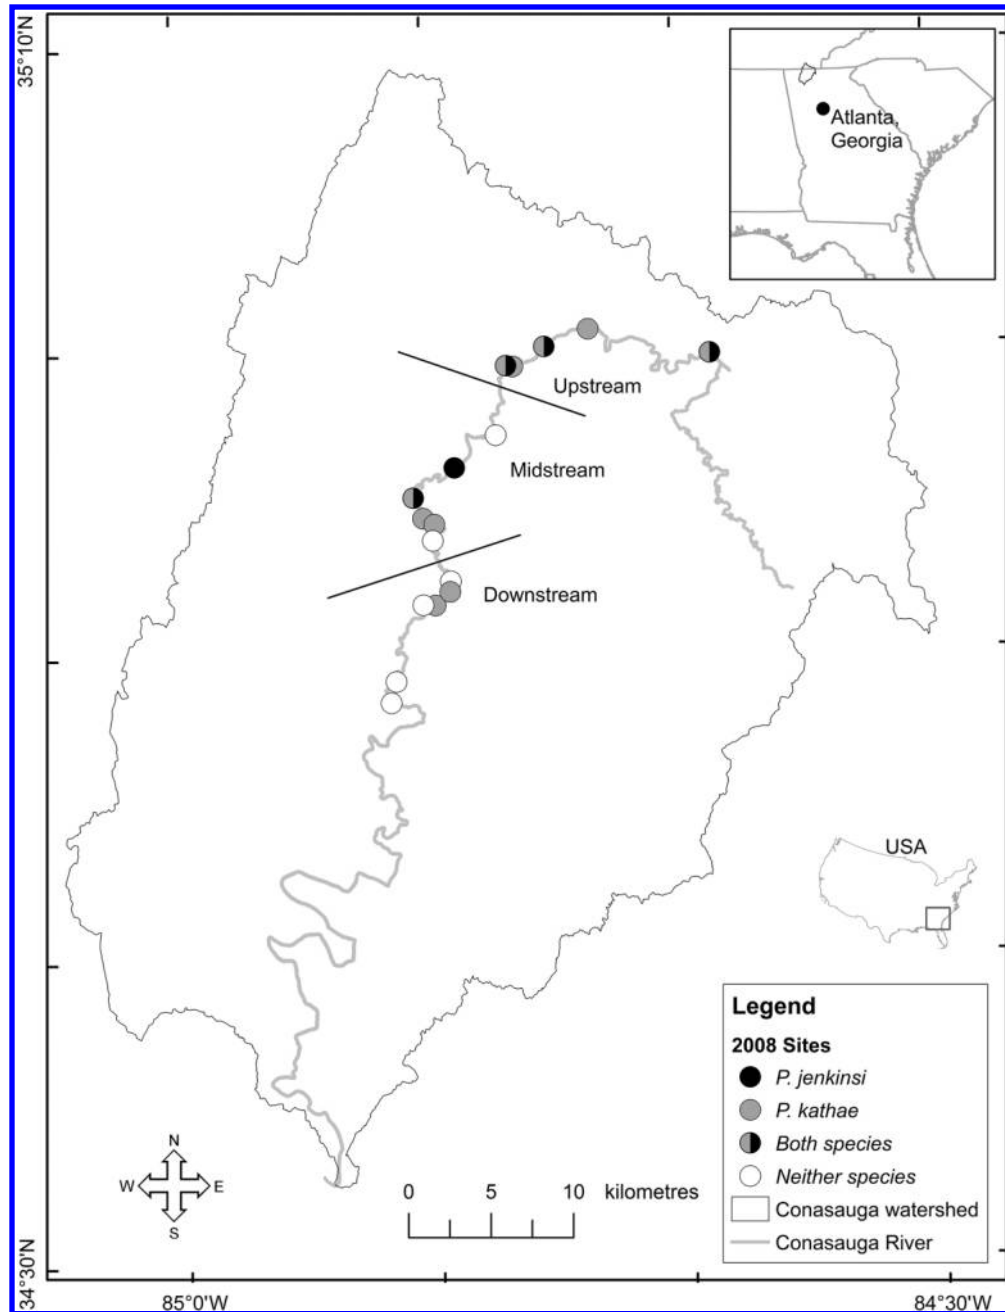 35°10'N
Atlanta,
Georgia
Upstream
Midstream
Downstream
USA
Legend
2008 Sites
P. jenkinsi
P. kathae
Both species
Neither species
Conasauga watershed
Conasauga River
N
W E
S
0 5 10 kilometres
34°30'N
85°0'W 84°30'W